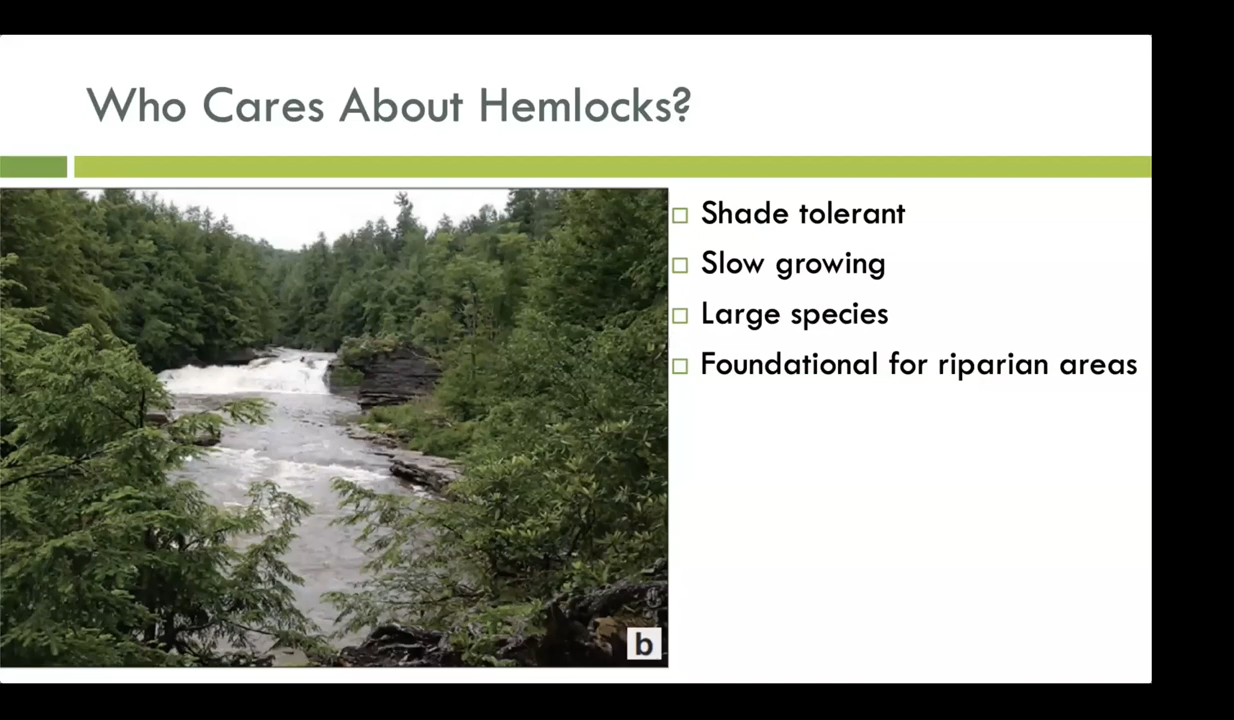 Who Cares About Hemlocks?
Shade tolerant
Slow growing
Large species
Foundational for riparian areas
b